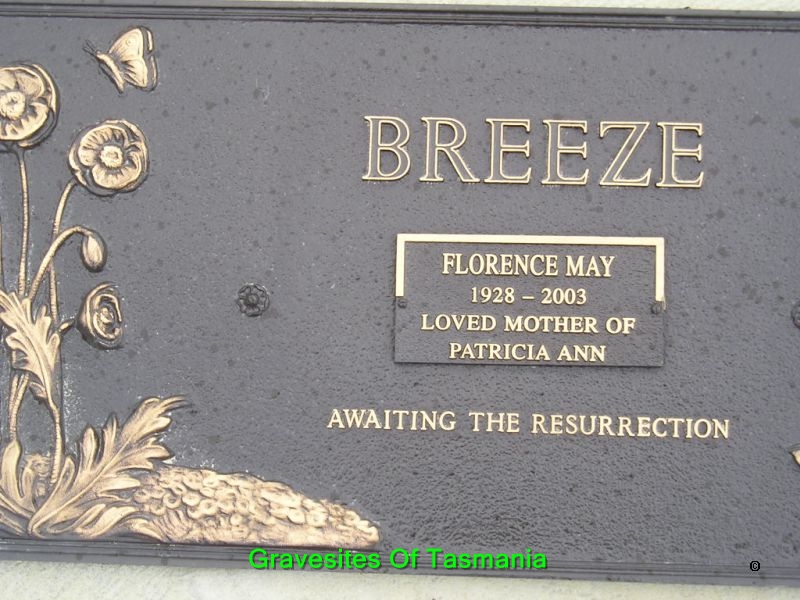 BREEZE
FLORENCE MAY
1928 – 2003
LOVED MOTHER OF
PATRICIA ANN
AWAITING THE RESURRECTION
Gravesites Of Tasmania
©